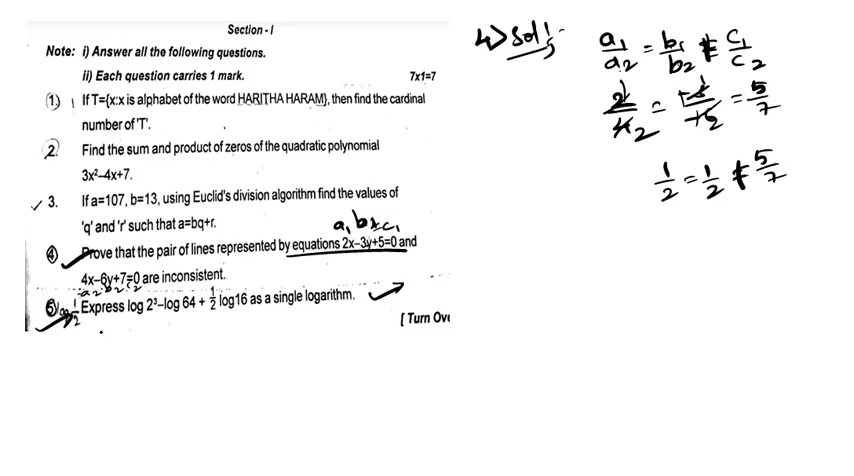 Section - I
Note: i) Answer all the following questions.
ii) Each question carries 1 mark. 7x1=7
1. If T={x:x is alphabet of the word HARITHA HARAM}, then find the cardinal
number of 'T'.
2. Find the sum and product of zeros of the quadratic polynomial
3x²–4x+7.
3. If a=107, b=13, using Euclid's division algorithm find the values of
'q' and 'r' such that a=bq+r.
a₁ b₁ c₁
4. Prove that the pair of lines represented by equations 2x–3y+5=0 and
4x–6y+7=0 are inconsistent.
a₂ b₂ c₂
5. Express log 2³–log 64 + 1/2 log16 as a single logarithm.
[ Turn Ove
4) Sol:
a₁/a₂ = b₁/b₂ ≠ c₁/c₂
2/4 = -3/-6 = 5/7
1/2 = 1/2 ≠ 5/7